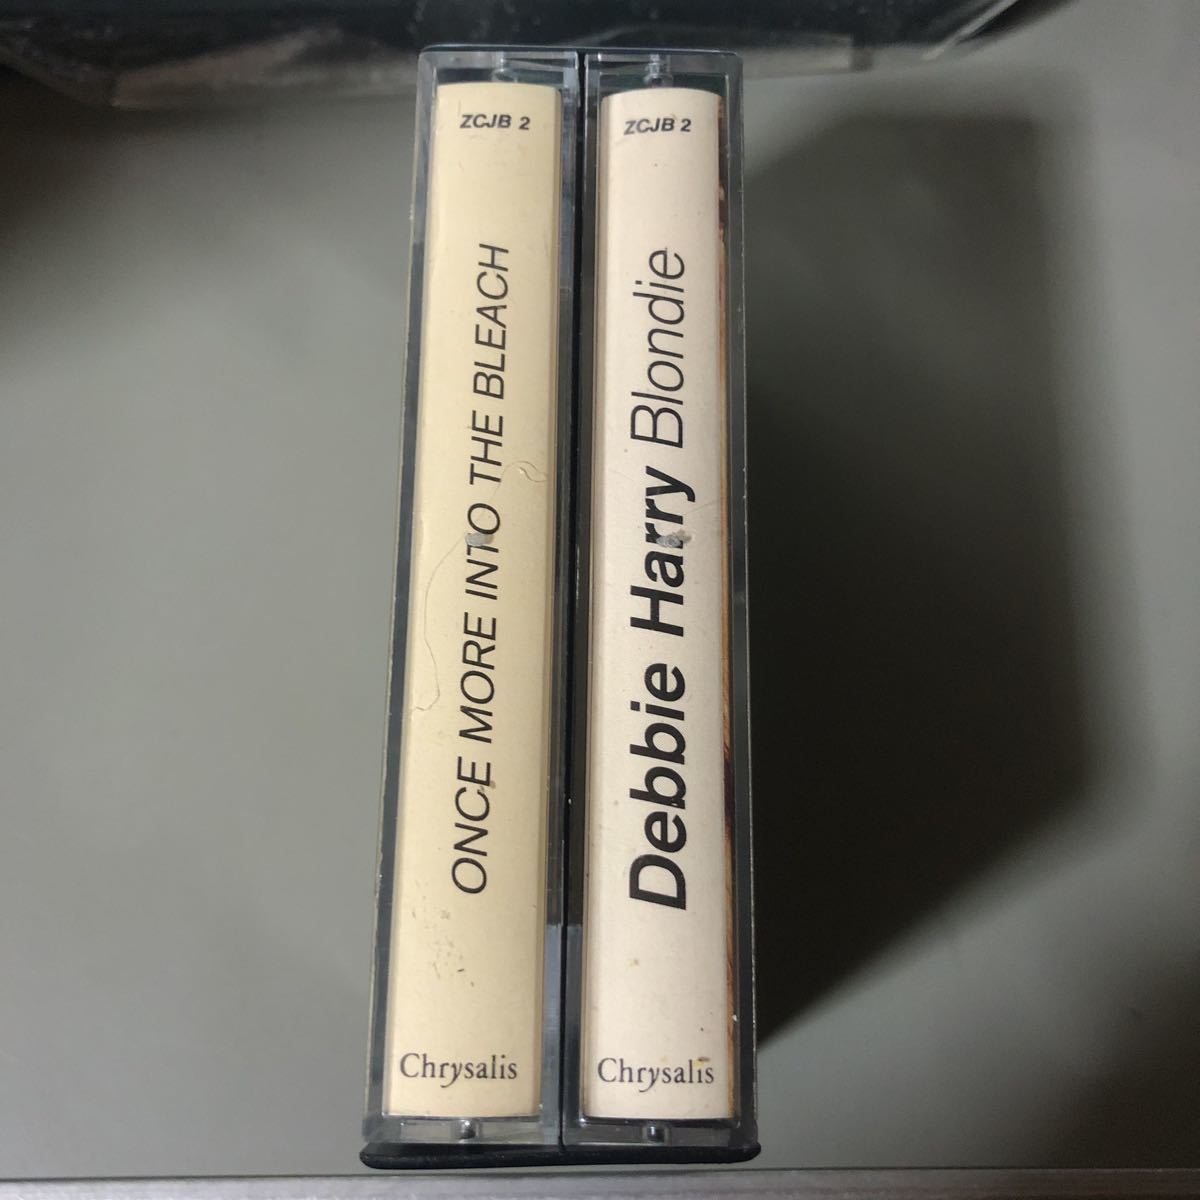 ZCJB 2
ONCE MORE INTO THE BLEACH
Chrysalis
ZCJB 2
Debbie Harry Blondie
Chrysalis